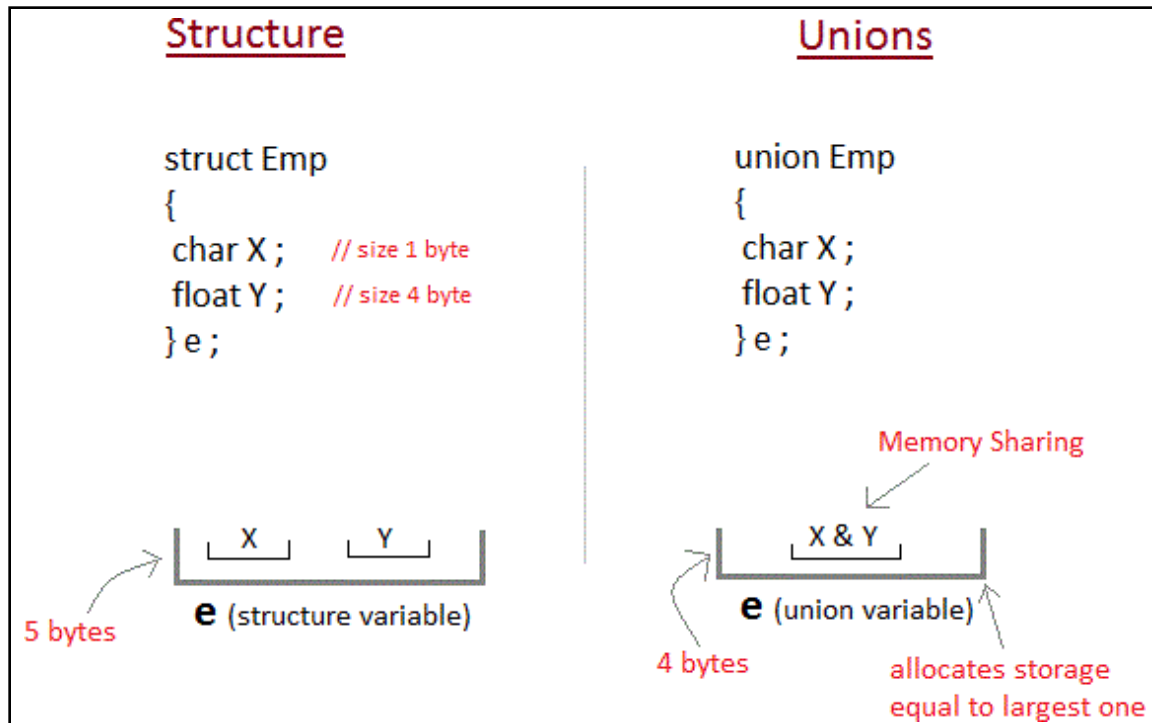 Structure
struct Emp
{
char X ; // size 1 byte
float Y ; // size 4 byte
} e ;
X Y
5 bytes
e (structure variable)
Unions
union Emp
{
char X ;
float Y ;
} e ;
Memory Sharing
X & Y
e (union variable)
4 bytes
allocates storage
equal to largest one